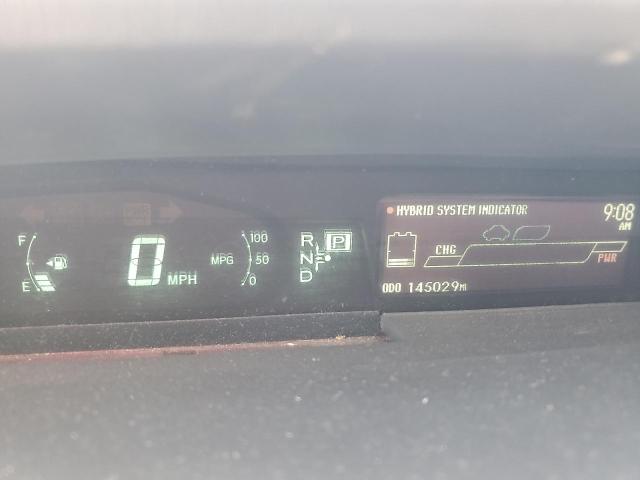 HYBRID SYSTEM INDICATOR
9:08
AM
F
E
0 MPH
MPG
100
50
0
R
N
D
P
CHG
PWR
ODO 145029MI